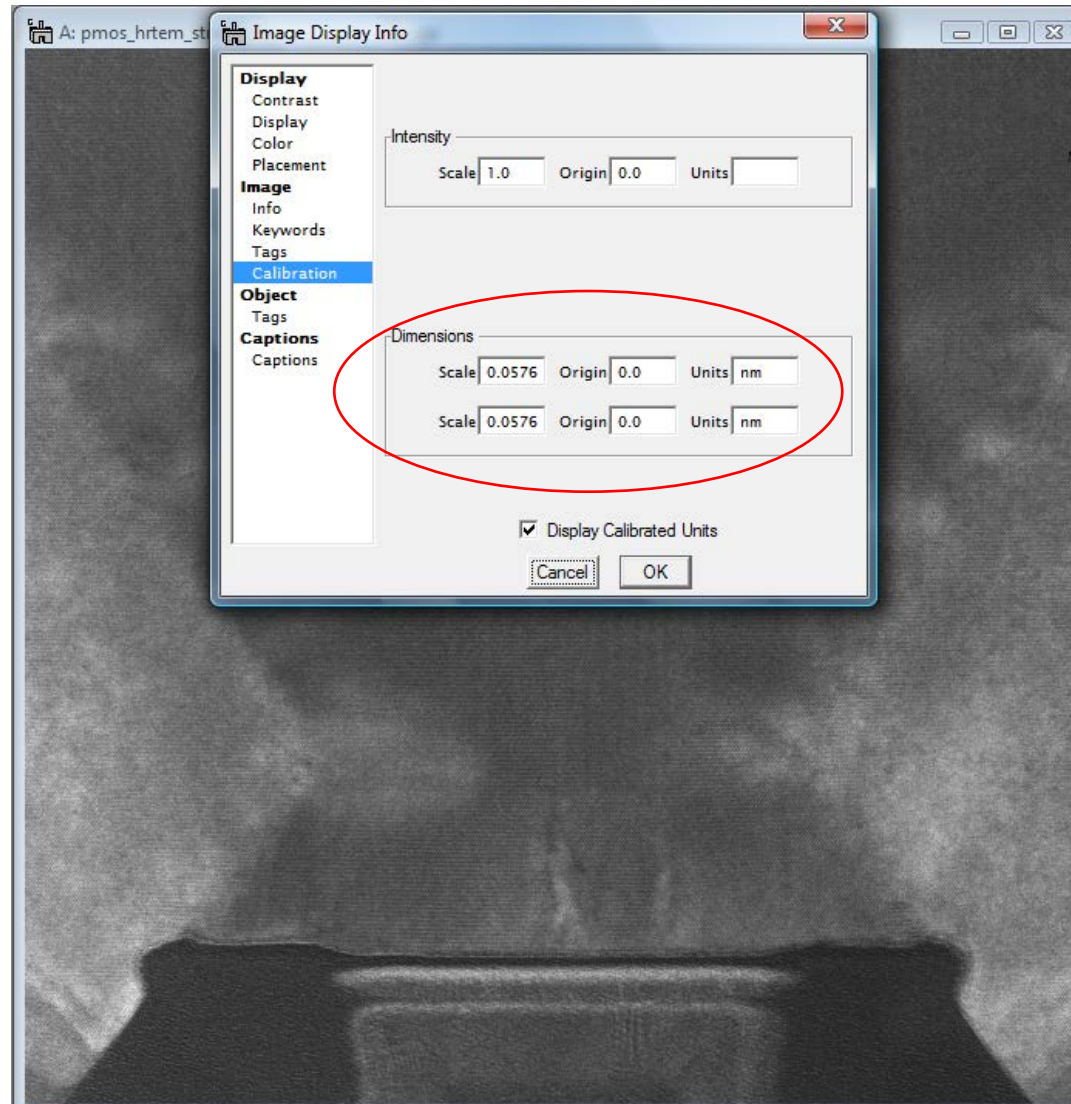 A: pmos_hrtem_st
Image Display Info
Display
Contrast
Display
Color
Placement
Image
Info
Keywords
Tags
Calibration
Object
Tags
Captions
Captions
Intensity
Scale 1.0 Origin 0.0 Units
Dimensions
Scale 0.0576 Origin 0.0 Units nm
Scale 0.0576 Origin 0.0 Units nm
Display Calibrated Units
Cancel OK